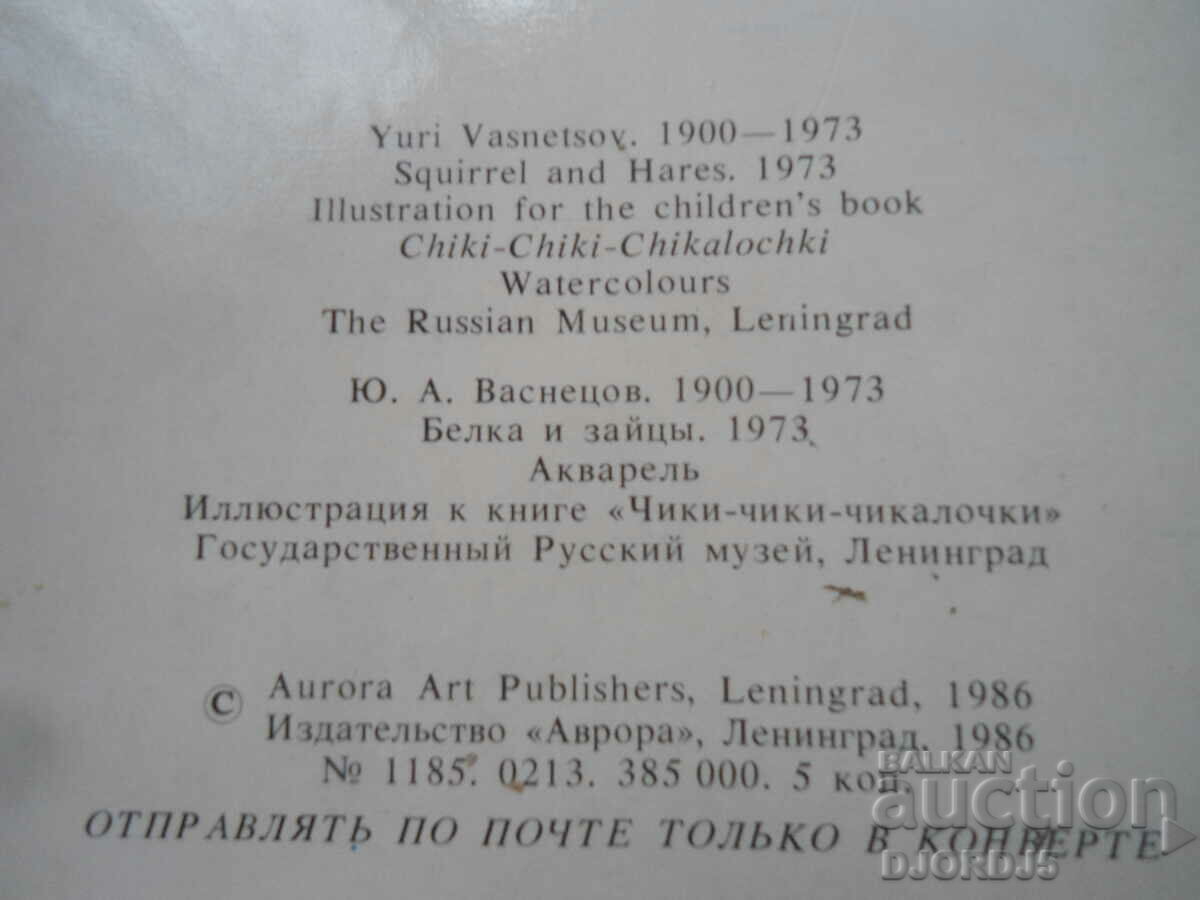 Yuri Vasnetsov. 1900—1973
Squirrel and Hares. 1973
Illustration for the children's book
Chiki-Chiki-Chikalochki
Watercolours
The Russian Museum, Leningrad
Ю. А. Васнецов. 1900—1973
Белка и зайцы. 1973
Акварель
Иллюстрация к книге «Чики-чики-чикалочки»
Государственный Русский музей, Ленинград
© Aurora Art Publishers, Leningrad, 1986
Издательство «Аврора», Ленинград, 1986
№ 1185. 0213. 385 000. 5 коп.
ОТПРАВЛЯТЬ ПО ПОЧТЕ ТОЛЬКО В КОНВЕРТЕ
BALKAN
auction
DJORDJ5